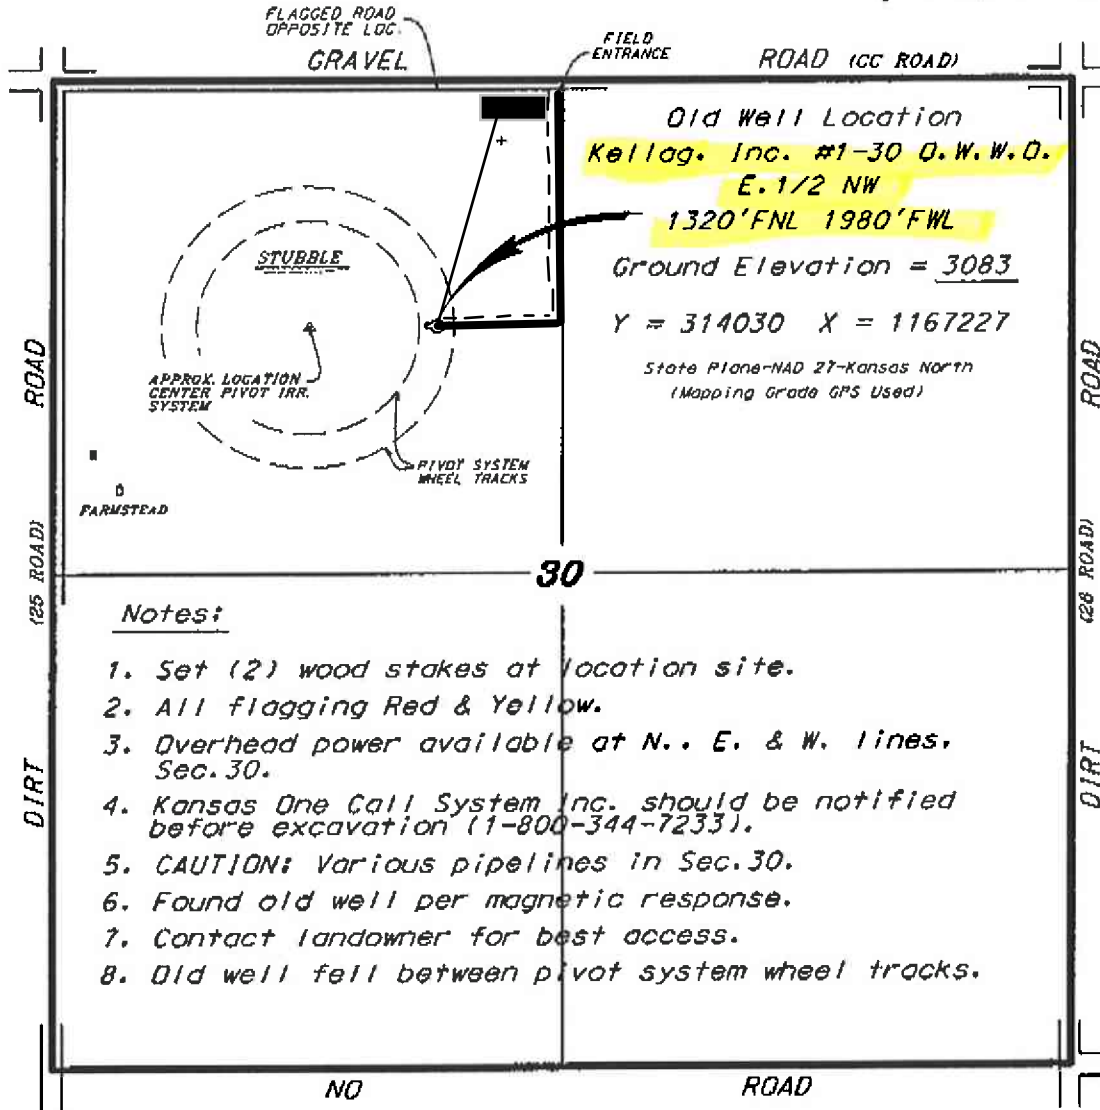 FLAGGED ROAD
OPPOSITE LOC.
FIELD
ENTRANCE
GRAVEL
ROAD (CC ROAD)
Old Well Location
Kellag. Inc. #1-30 O.W.W.O.
E.1/2 NW
1320'FNL 1980'FWL
STUBBLE
Ground Elevation = 3083
Y = 314030 X = 1167227
State Plane-NAD 27-Kansas North
(Mapping Grade GPS Used)
ROAD
ROAD
APPROX. LOCATION
CENTER PIVOT IRR.
SYSTEM
PIVOT SYSTEM
WHEEL TRACKS
FARMSTEAD
(25 ROAD)
(26 ROAD)
30
Notes:
1. Set (2) wood stakes at location site.
2. All flagging Red & Yellow.
3. Overhead power available at N., E. & W. lines,
Sec.30.
4. Kansas One Call System Inc. should be notified
before excavation (1-800-344-7233).
5. CAUTION: Various pipelines in Sec.30.
6. Found old well per magnetic response.
7. Contact landowner for best access.
8. Old well fell between pivot system wheel tracks.
DIRT
DIRT
NO
ROAD